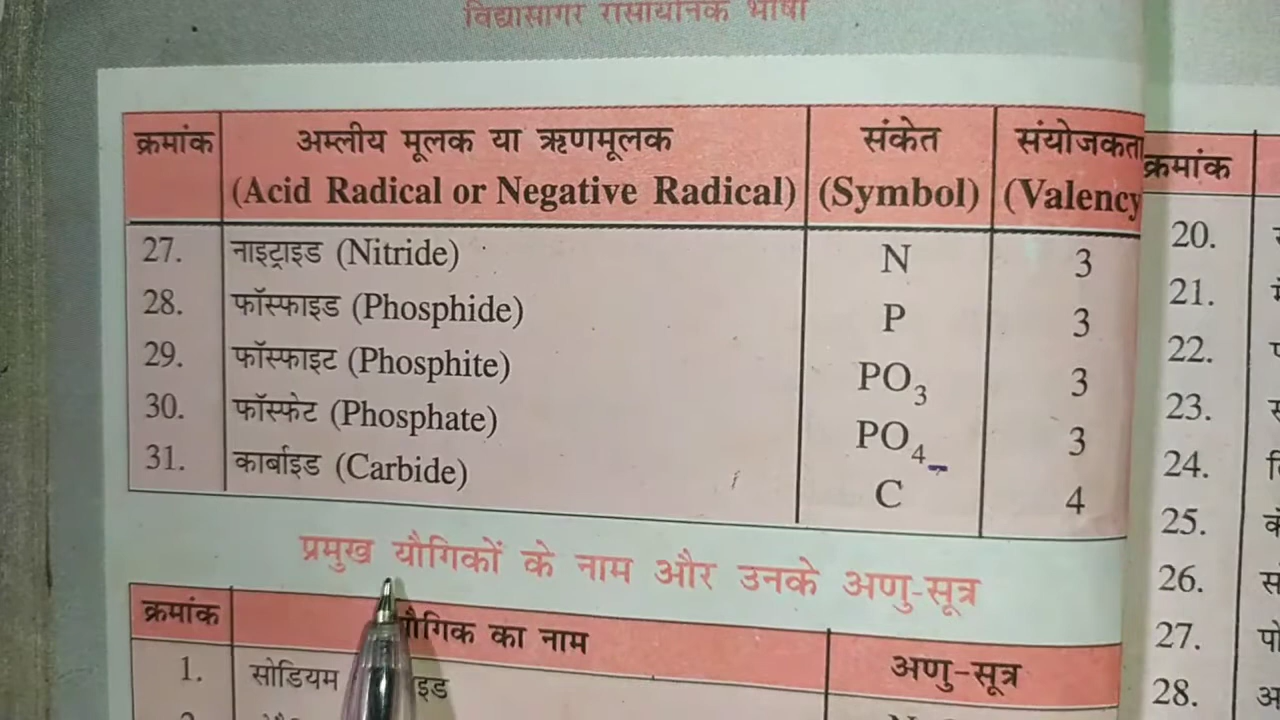 विद्यासागर रासायनिक भाषा
क्रमांक अम्लीय मूलक या ऋणमूलक (Acid Radical or Negative Radical) संकेत (Symbol) संयोजकता (Valency
27. नाइट्राइड (Nitride) N 3
28. फॉस्फाइड (Phosphide) P 3
29. फॉस्फाइट (Phosphite) PO₃ 3
30. फॉस्फेट (Phosphate) PO₄ 3
31. कार्बाइड (Carbide) C 4
प्रमुख यौगिकों के नाम और उनके अणु-सूत्र
क्रमांक यौगिक का नाम अणु-सूत्र
1. सोडियम
क्रमांक
20.
21.
22.
23.
24.
25.
26.
27.
28.